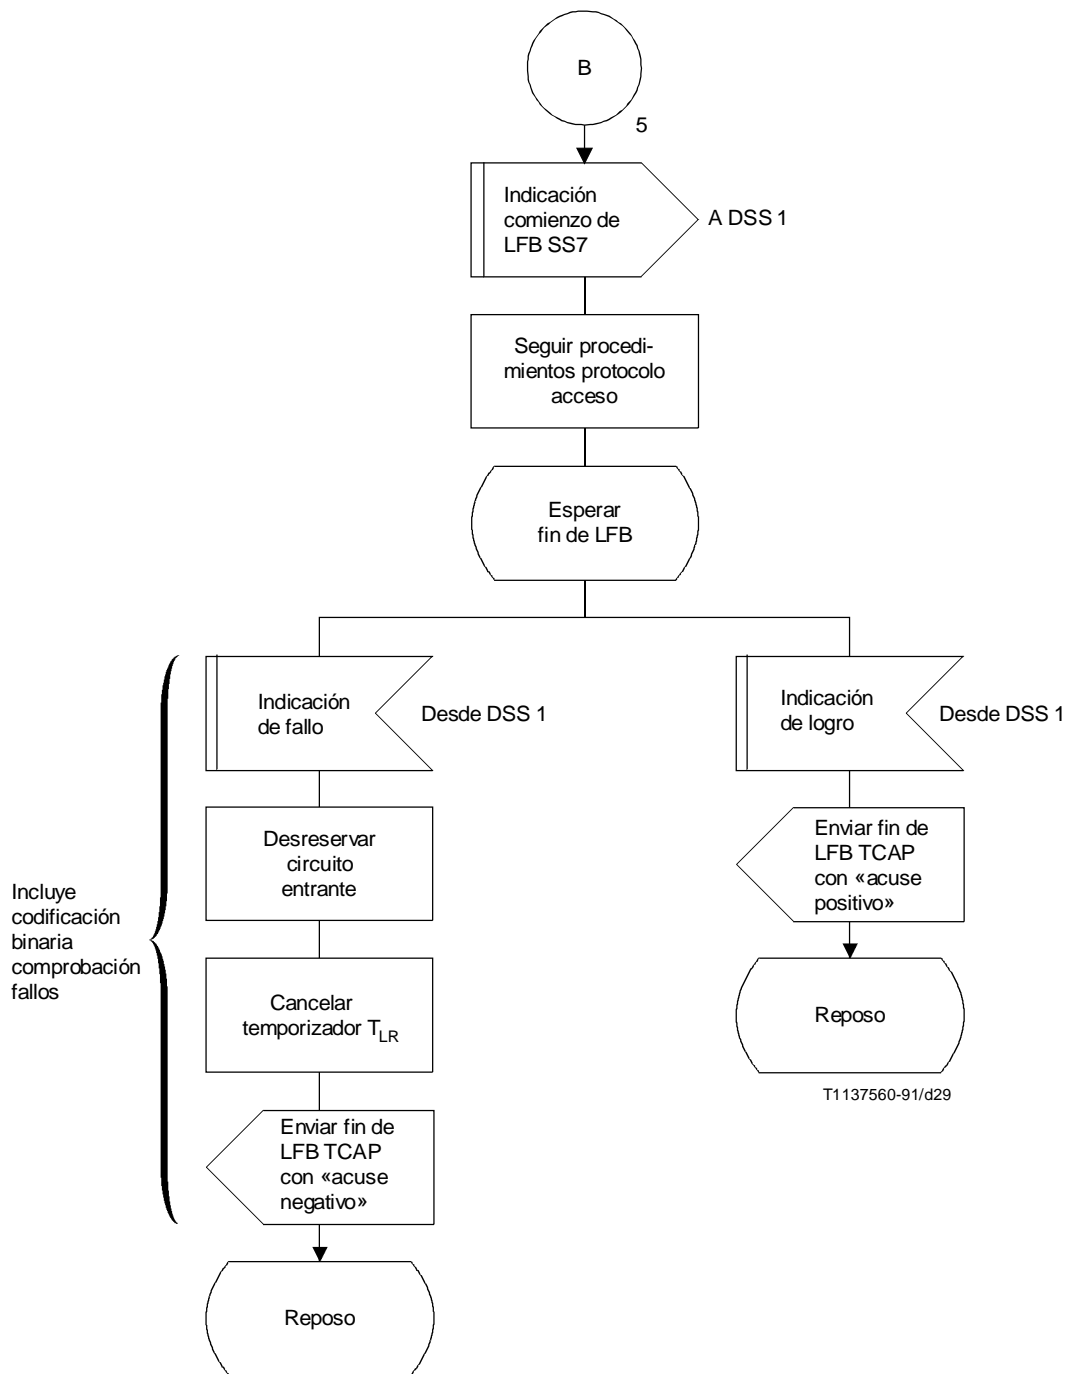 B
5
Indicación
comienzo de
LFB SS7
A DSS 1
Seguir procedi-
mientos protocolo
acceso
Esperar
fin de LFB
Indicación
de fallo
Desde DSS 1
Indicación
de logro
Desde DSS 1
Desreservar
circuito
entrante
Enviar fin de
LFB TCAP
con «acuse
positivo»
Incluye
codificación
binaria
comprobación
fallos
Cancelar
temporizador TLR
Reposo
T1137560-91/d29
Enviar fin de
LFB TCAP
con «acuse
negativo»
Reposo